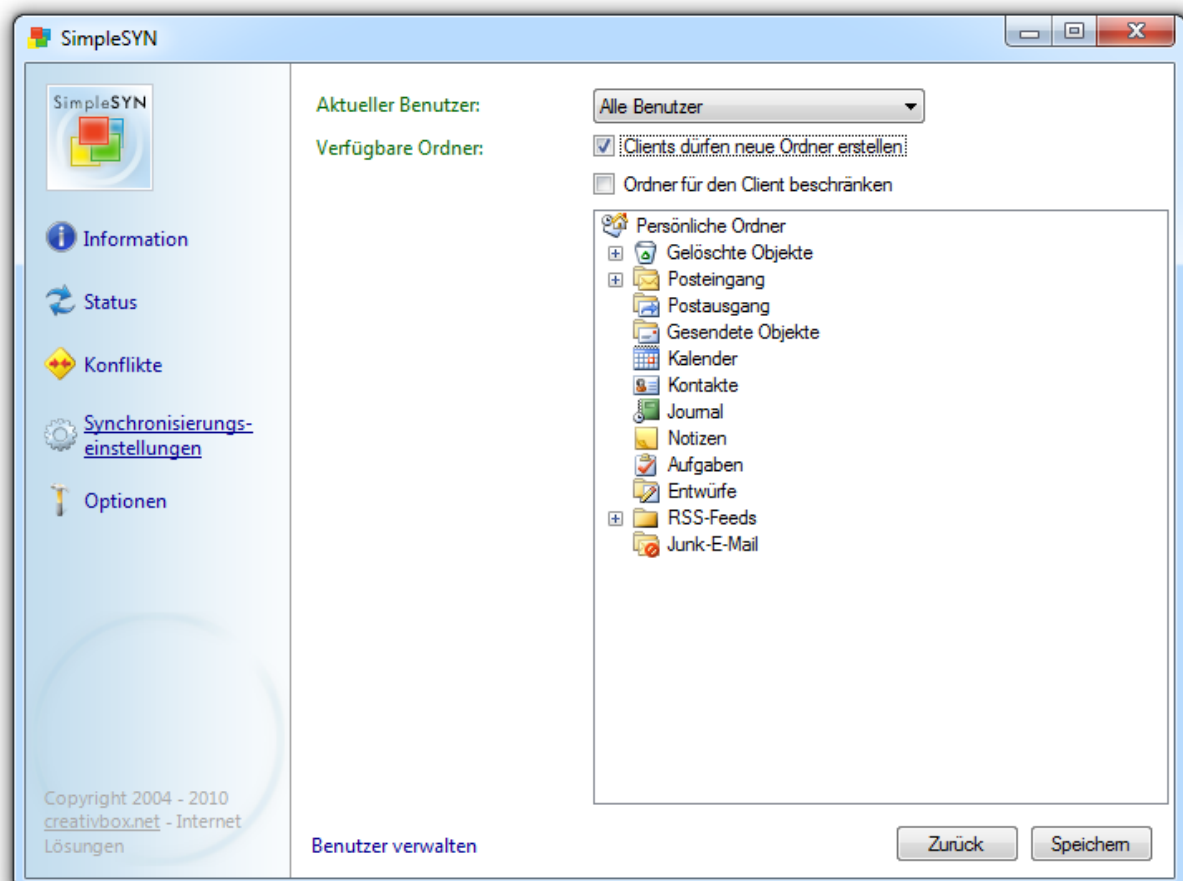 SimpleSYN
SimpleSYN
Information
Status
Konflikte
Synchronisierungs-
einstellungen
Optionen
Copyright 2004 - 2010
creativbox.net - Internet
Lösungen
Aktueller Benutzer:
Alle Benutzer
Verfügbare Ordner:
Clients dürfen neue Ordner erstellen
Ordner für den Client beschränken
Persönliche Ordner
Gelöschte Objekte
Posteingang
Postausgang
Gesendete Objekte
Kalender
Kontakte
Journal
Notizen
Aufgaben
Entwürfe
RSS-Feeds
Junk-E-Mail
Benutzer verwalten
Zurück
Speichern